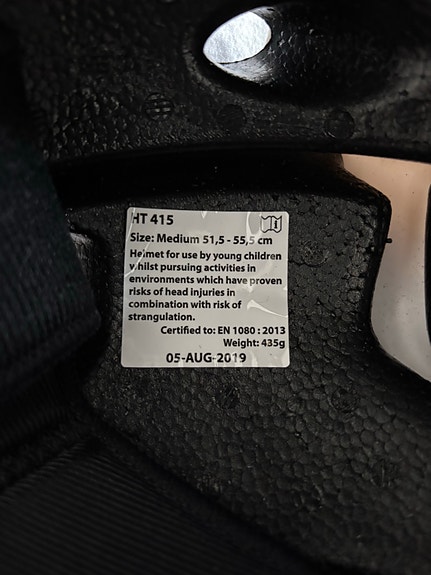 HT 415
Size: Medium 51,5 - 55,5 cm
Helmet for use by young children
whilst pursuing activities in
environments which have proven
risks of head injuries in
combination with risk of
strangulation.
Certified to: EN 1080 : 2013
Weight: 435g
05-AUG-2019